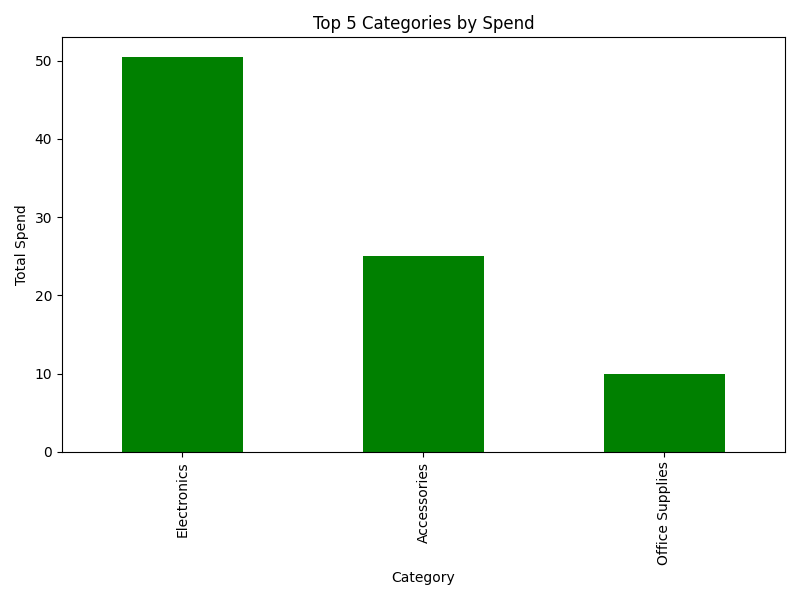 Top 5 Categories by Spend
Total Spend
50
40
30
20
10
0
Electronics
Accessories
Office Supplies
Category